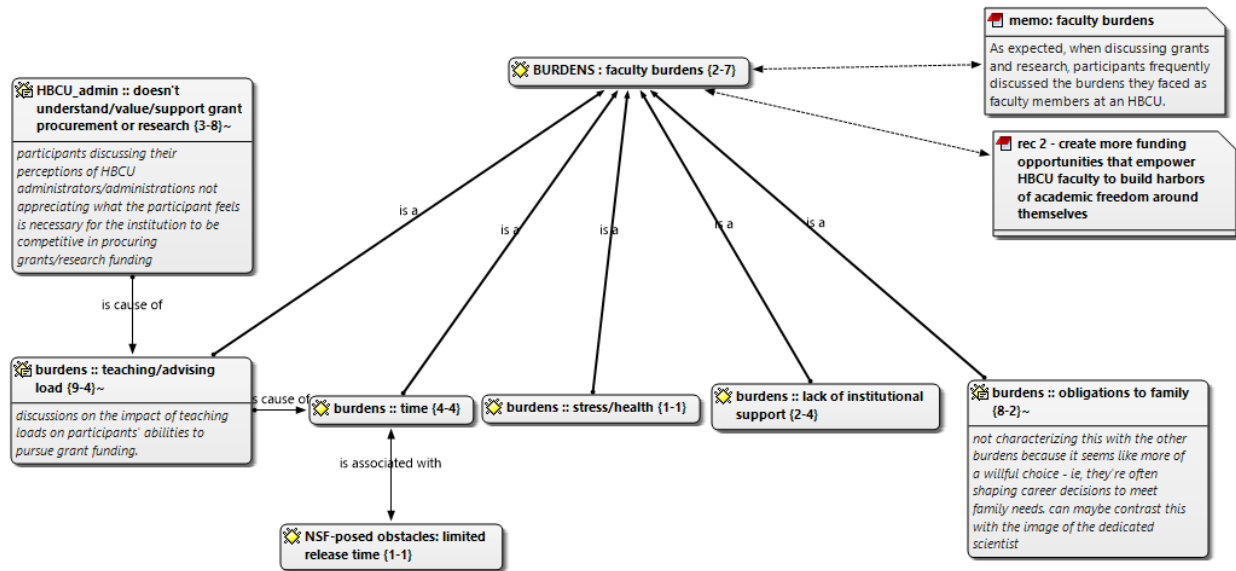 memo: faculty burdens
As expected, when discussing grants
and research, participants frequently
discussed the burdens they faced as
faculty members at an HBCU.
BURDENS : faculty burdens {2-7}
HBCU_admin :: doesn't
understand/value/support grant
procurement or research {3-8}~
participants discussing their
perceptions of HBCU
administrators/administrations not
appreciating what the participant feels
is necessary for the institution to be
competitive in procuring
grants/research funding
rec 2 - create more funding
opportunities that empower
HBCU faculty to build harbors
of academic freedom around
themselves
is a
is a
is a
is a
is a
is cause of
burdens :: teaching/advising
load {9-4}~
discussions on the impact of teaching
loads on participants' abilities to
pursue grant funding.
is cause of
burdens :: time {4-4}
burdens :: stress/health {1-1}
burdens :: lack of institutional
support {2-4}
burdens :: obligations to family
{8-2}~
not characterizing this with the other
burdens because it seems like more of
a willful choice - ie, they're often
shaping career decisions to meet
family needs. can maybe contrast this
with the image of the dedicated
scientist
is associated with
NSF-posed obstacles: limited
release time {1-1}